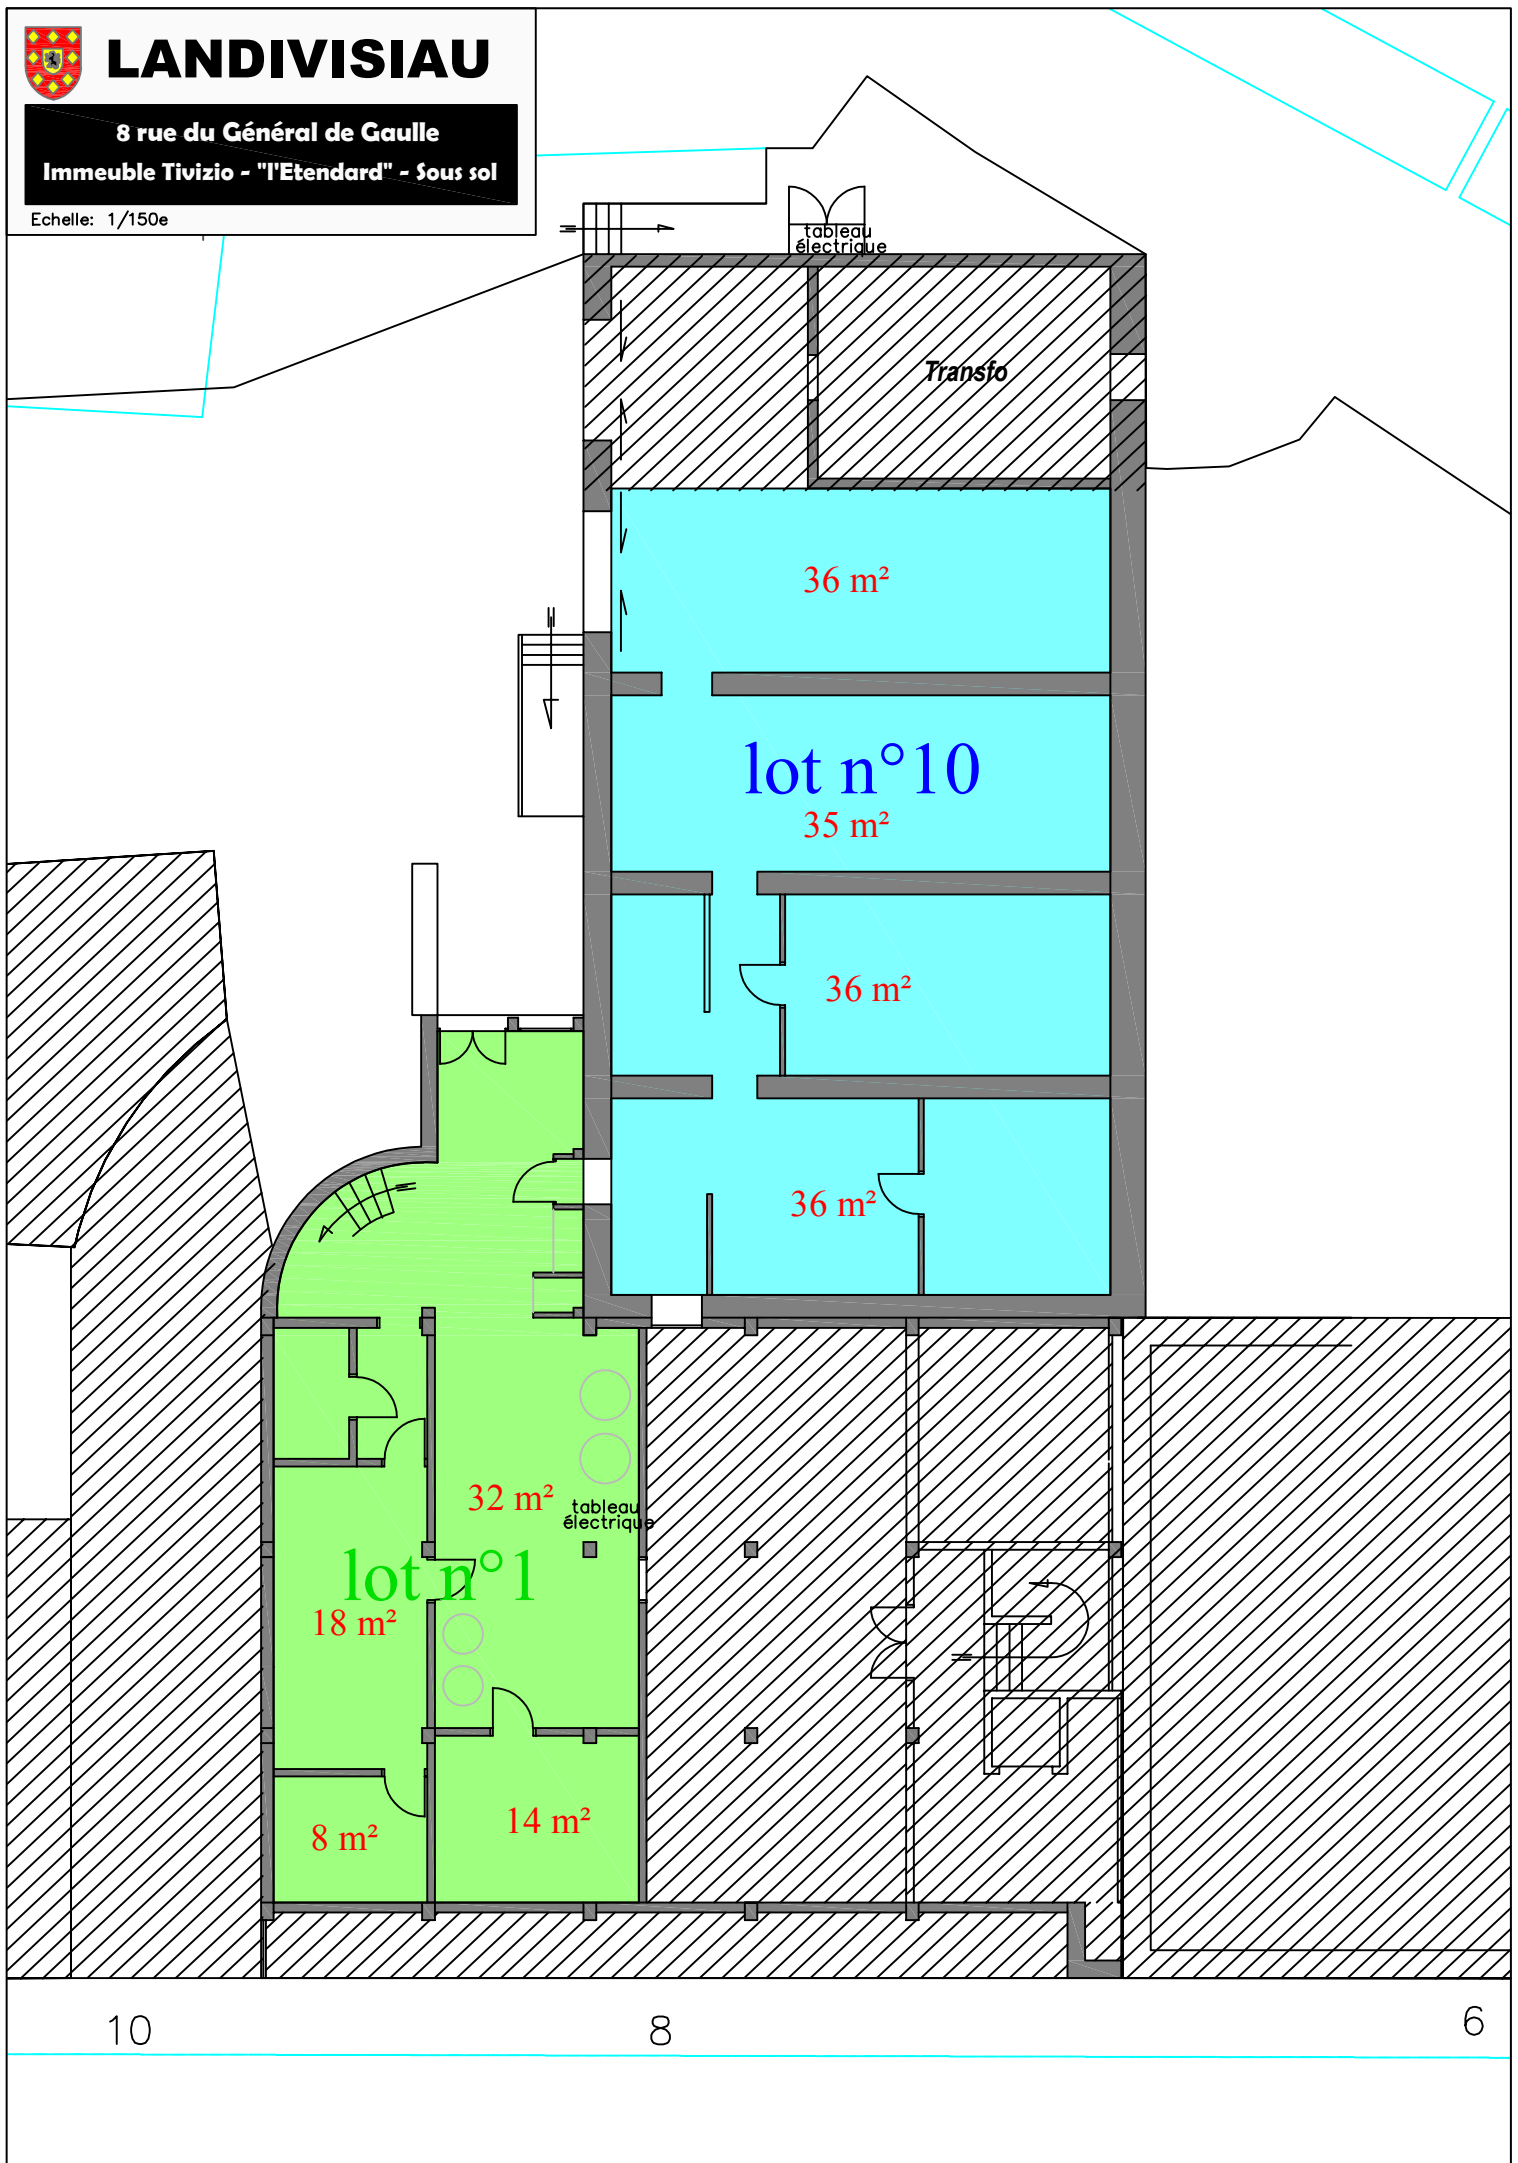 LANDIVISIAU
8 rue du Général de Gaulle
Immeuble Tivizio - "l'Etendard" - Sous sol
Echelle: 1/150e
tableau
électrique
Transfo
36 m²
lot n°10
35 m²
36 m²
36 m²
32 m²
tableau
électrique
lot n°1
18 m²
14 m²
8 m²
10
8
6